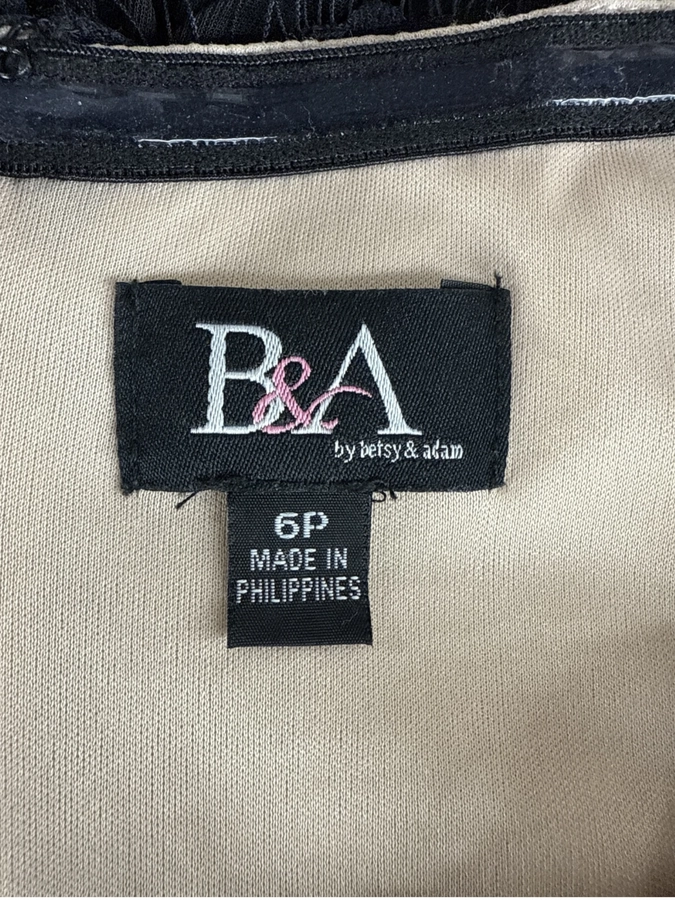 B&A
by betsy & adam
6P
MADE IN
PHILIPPINES